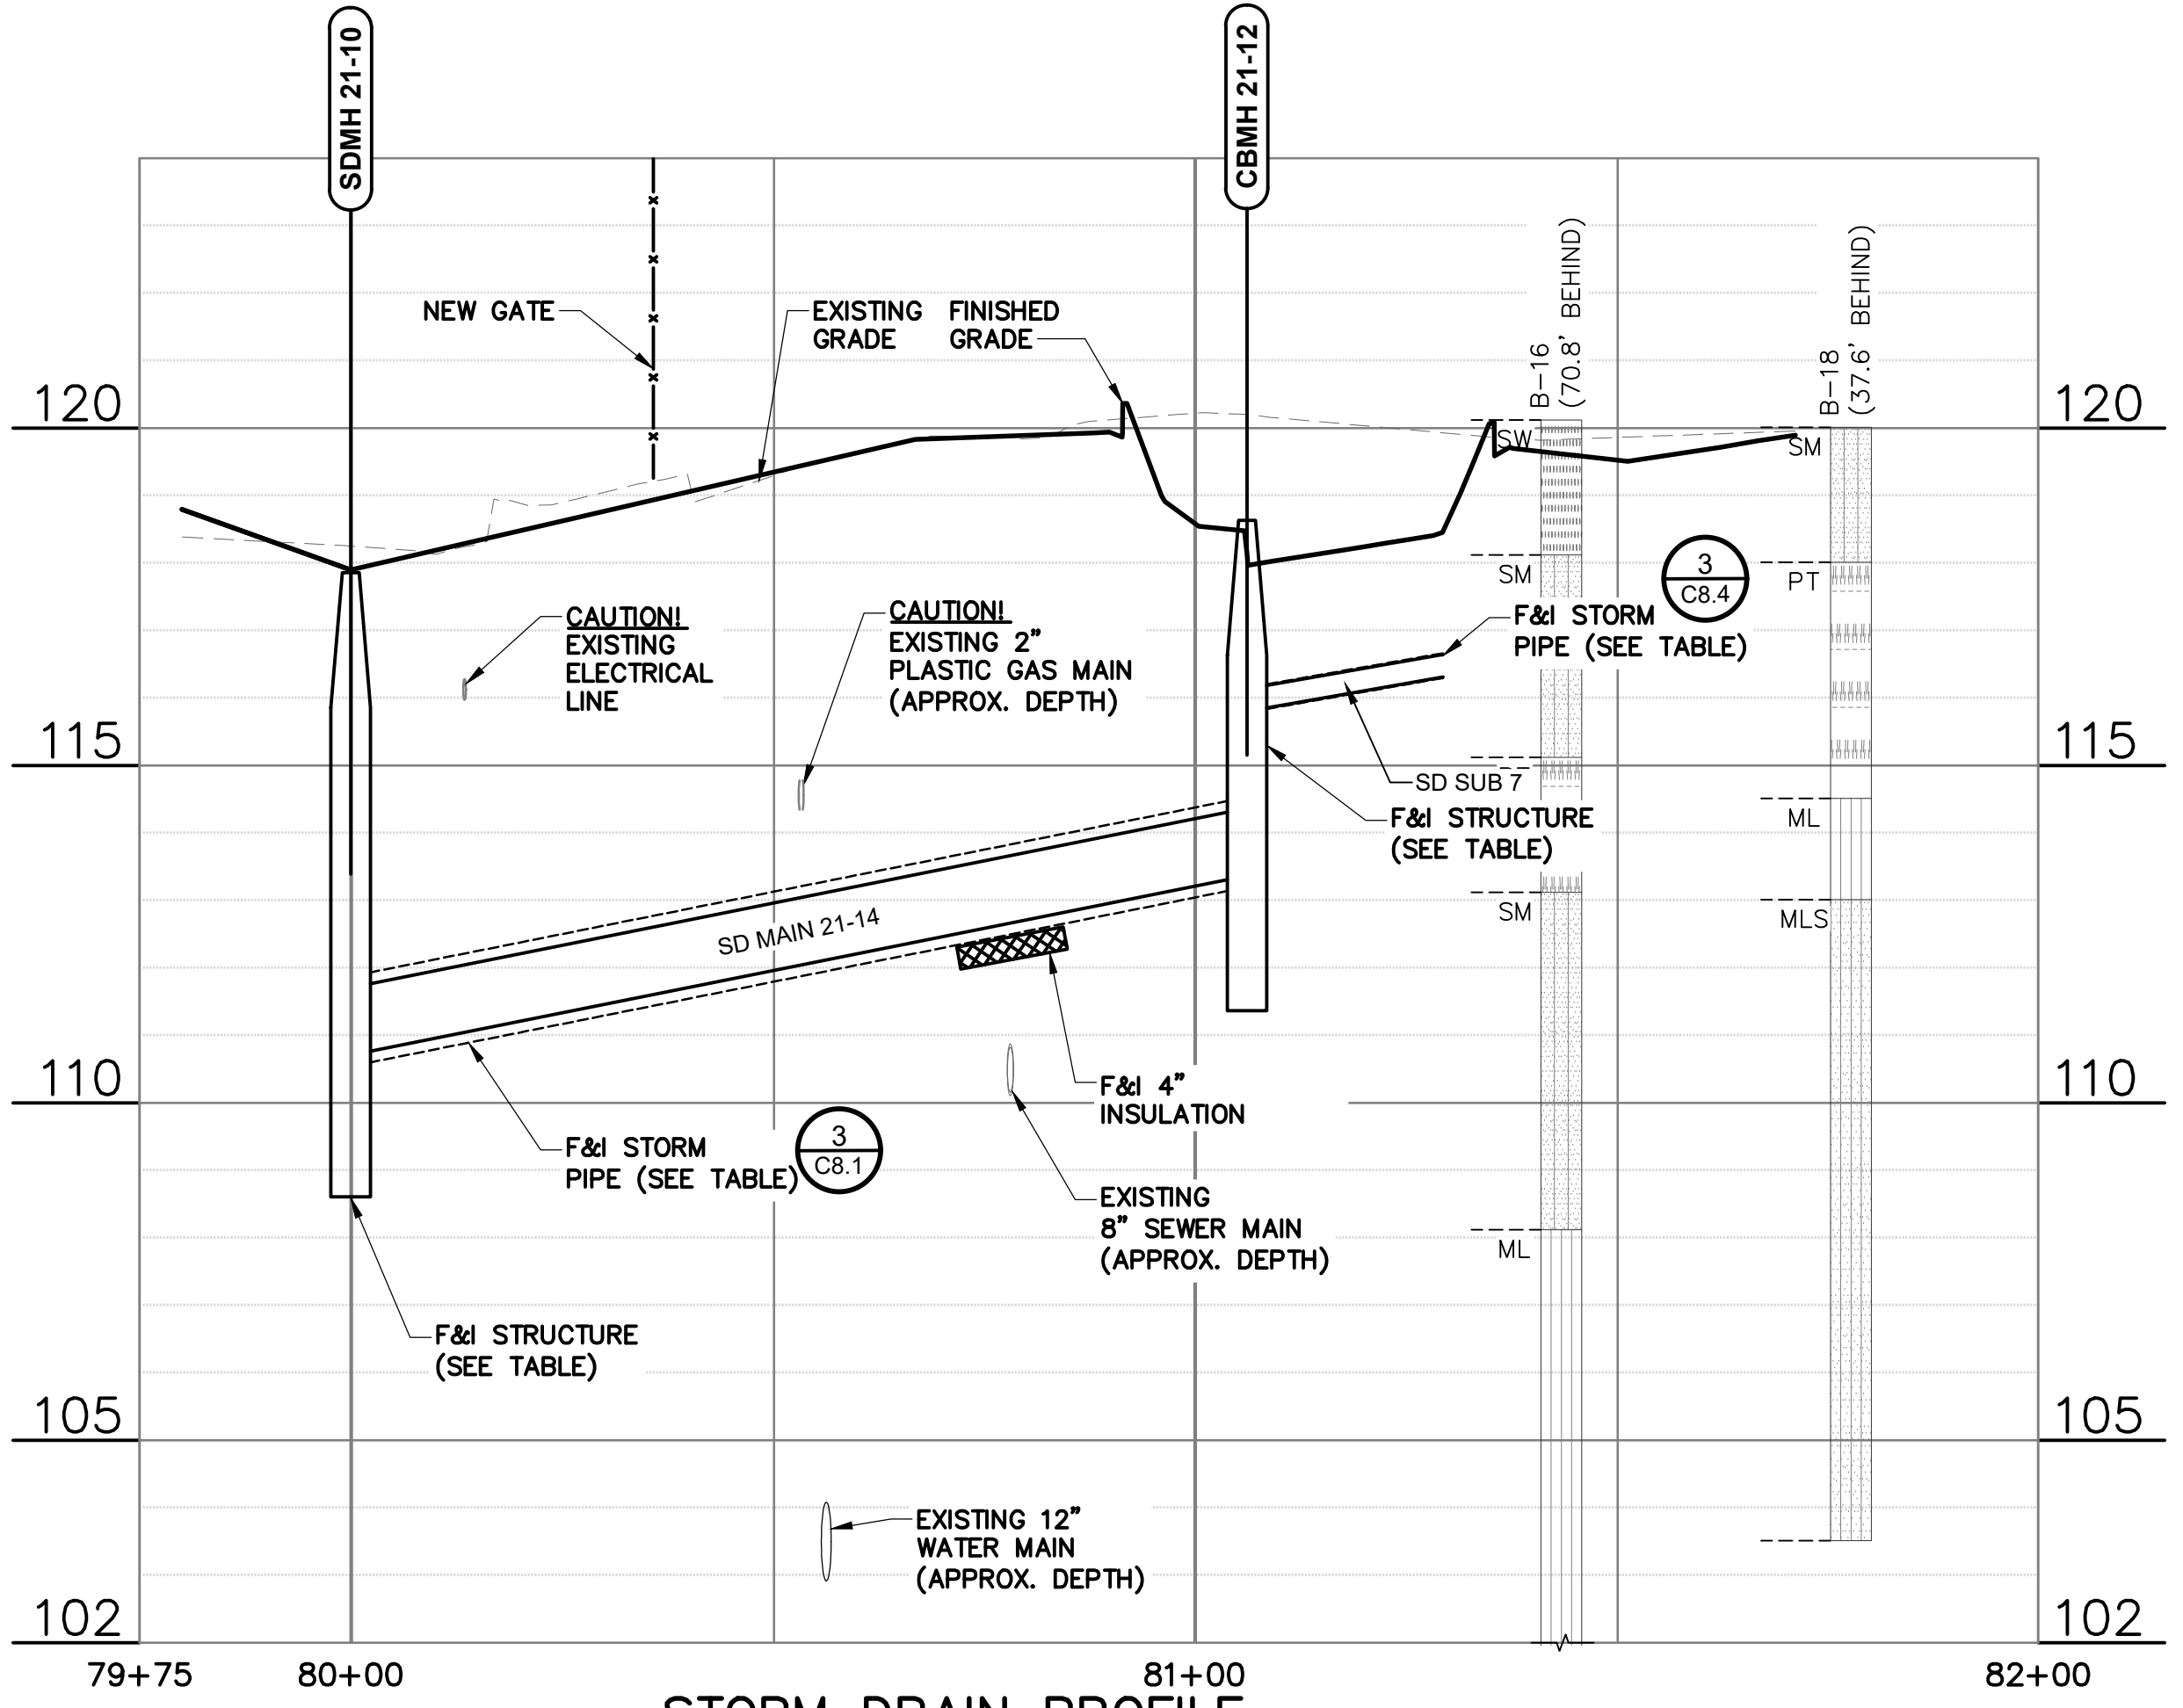 SDMH 21-10
CBMH 21-12
NEW GATE
EXISTING
GRADE
FINISHED
GRADE
B-16
(70.8' BEHIND)
B-18
(37.6' BEHIND)
120
120
SW
SM
SM
PT
3
C8.4
CAUTION!
EXISTING
ELECTRICAL
LINE
CAUTION!
EXISTING 2"
PLASTIC GAS MAIN
(APPROX. DEPTH)
F&I STORM
PIPE (SEE TABLE)
115
115
SD SUB 7
F&I STRUCTURE
(SEE TABLE)
ML
SD MAIN 21-14
SM
MLS
110
110
F&I 4"
INSULATION
F&I STORM
PIPE (SEE TABLE)
3
C8.1
EXISTING
8" SEWER MAIN
(APPROX. DEPTH)
ML
F&I STRUCTURE
(SEE TABLE)
105
105
EXISTING 12"
WATER MAIN
(APPROX. DEPTH)
102
102
79+75
80+00
81+00
82+00
STORM DRAIN PROFILE